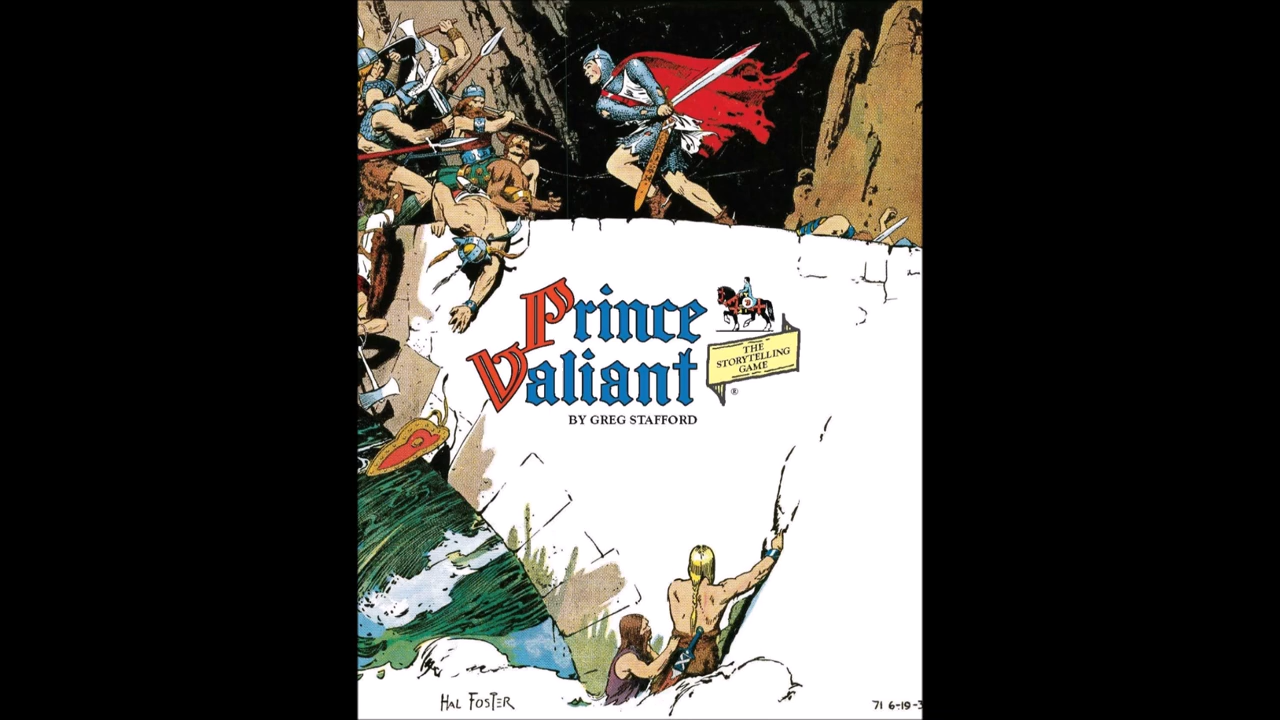 Prince
Valiant
THE
STORYTELLING
GAME
®
BY GREG STAFFORD
HAL FOSTER
71 6-19-3